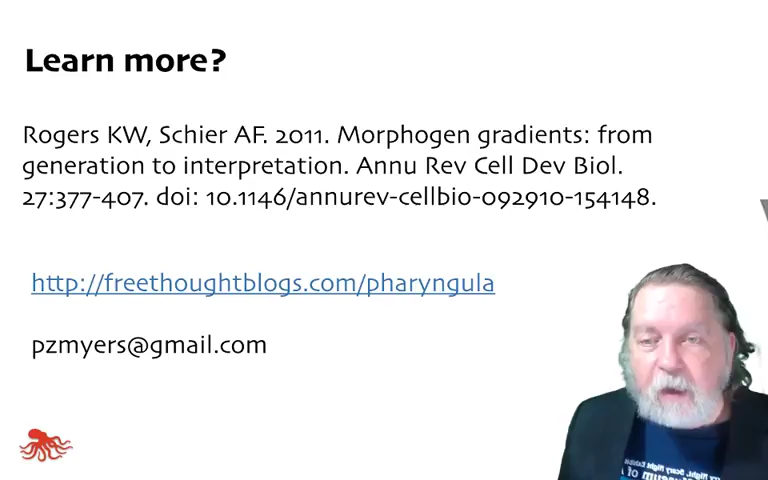 Learn more?
Rogers KW, Schier AF. 2011. Morphogen gradients: from
generation to interpretation. Annu Rev Cell Dev Biol.
27:377-407. doi: 10.1146/annurev-cellbio-092910-154148.
http://freethoughtblogs.com/pharyngula
pzmyers@gmail.com